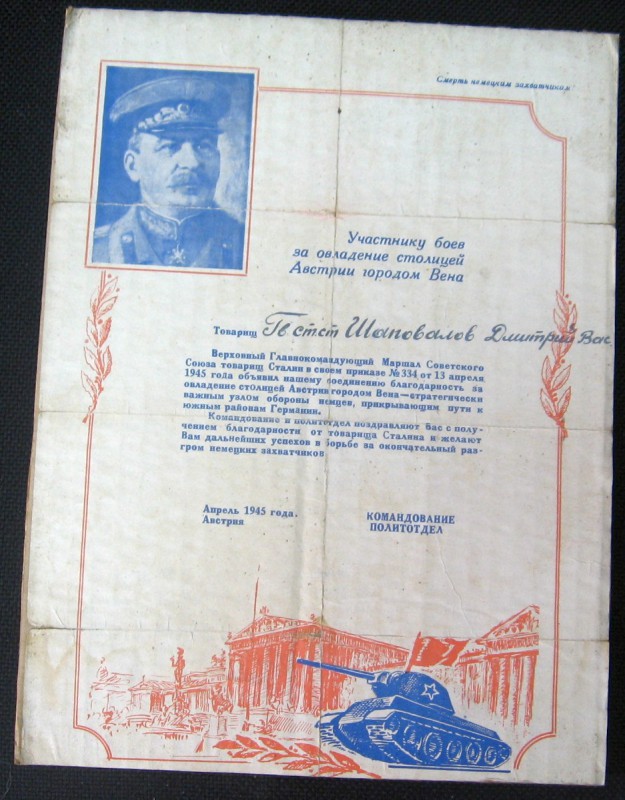 Смерть немецким захватчикам
Участнику боев
за овладение столицей
Австрии городом Вена
Товарищ Гв. стст Шаповалов Дмитрий Вас
Верховный Главнокомандующий Маршал Советского
Союза товарищ Сталин в своем приказе № 334 от 13 апреля
1945 года объявил нашему соединению благодарность за
овладение столицей Австрии городом Вена—стратегически
важным узлом обороны немцев, прикрывающим пути к
южным районам Германии.
Командование и политотдел поздравляют Вас с полу-
чением благодарности от товарища Сталина и желают
Вам дальнейших успехов в борьбе за окончательный раз-
гром немецких захватчиков
Апрель 1945 года.
Австрия
КОМАНДОВАНИЕ
ПОЛИТОТДЕЛ